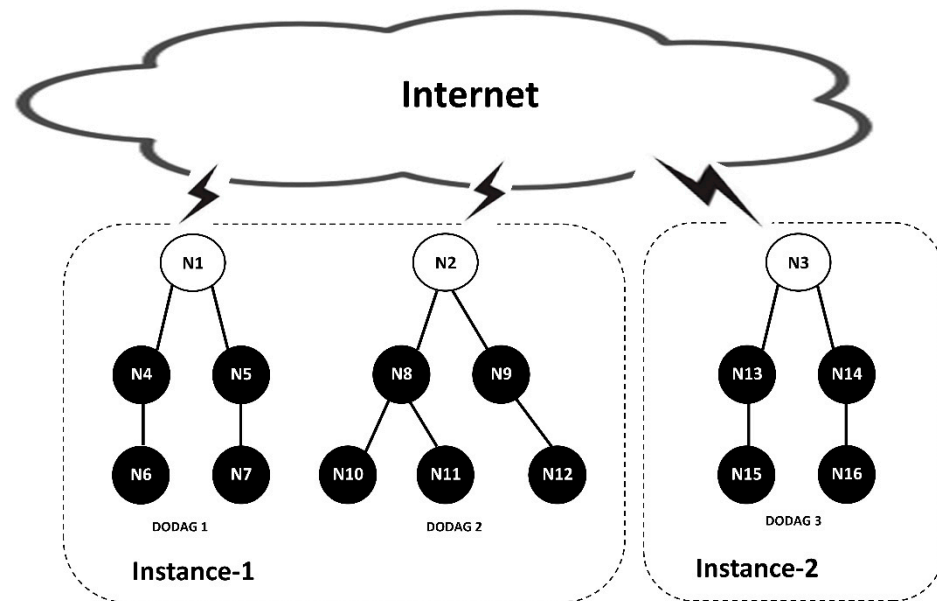 Internet
N1
N2
N3
N4
N5
N8
N9
N13
N14
N6
N7
N10
N11
N12
N15
N16
DODAG 1
DODAG 2
DODAG 3
Instance-1
Instance-2